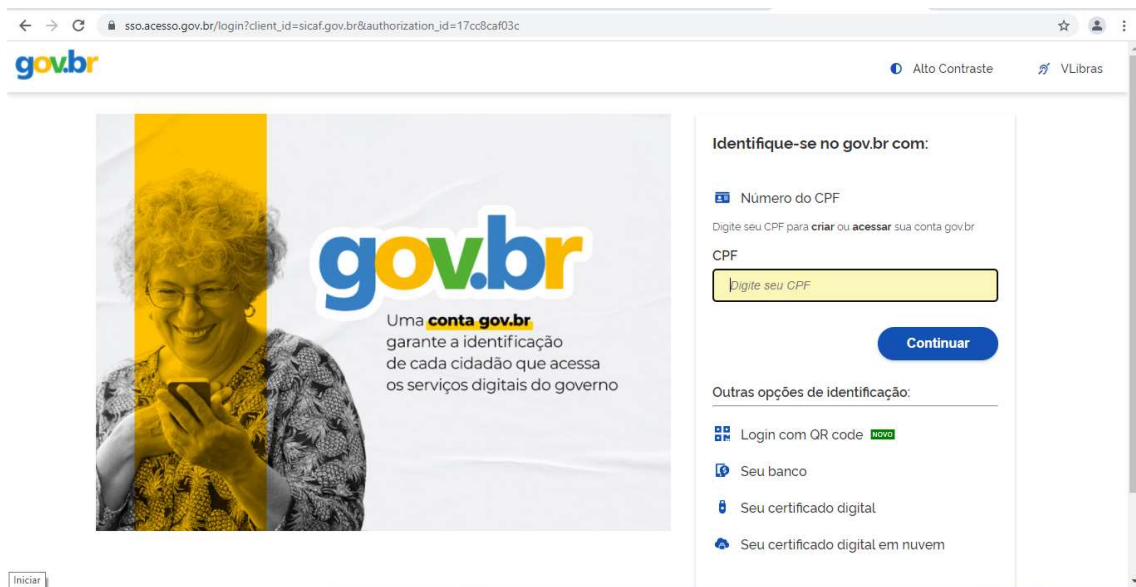 sso.acesso.gov.br/login?client_id=sicaf.gov.br&authorization_id=17cc8caf03c
gov.br
Alto Contraste
VLibras
gov.br
Uma conta gov.br
garante a identificação
de cada cidadão que acessa
os serviços digitais do governo
Identifique-se no gov.br com:
Número do CPF
Digite seu CPF para criar ou acessar sua conta gov.br
CPF
Digite seu CPF
Continuar
Outras opções de identificação:
Login com QR code NOVO
Seu banco
Seu certificado digital
Seu certificado digital em nuvem
Iniciar